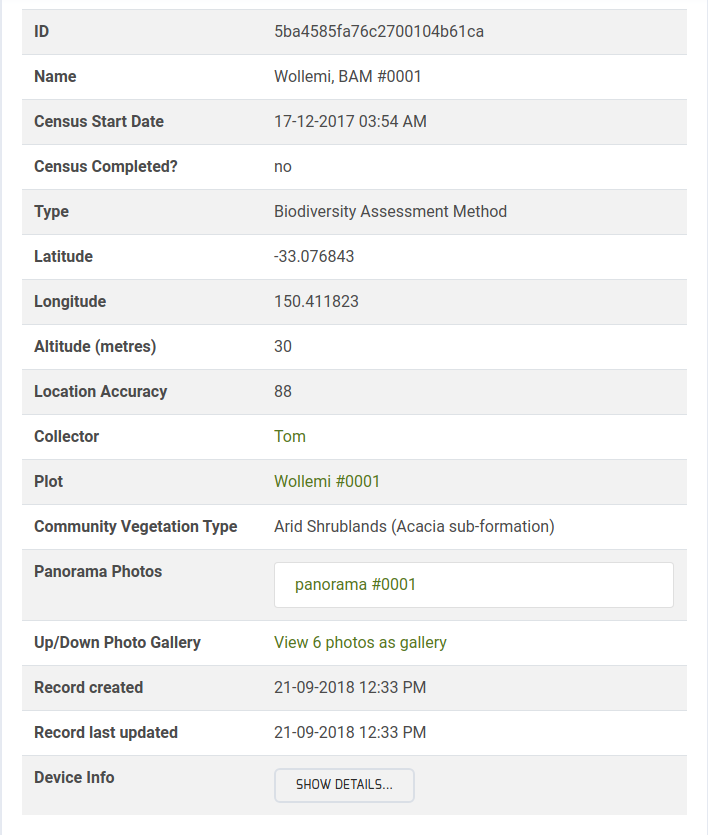 ID 5ba4585fa76c2700104b61ca
Name Wollemi, BAM #0001
Census Start Date 17-12-2017 03:54 AM
Census Completed? no
Type Biodiversity Assessment Method
Latitude -33.076843
Longitude 150.411823
Altitude (metres) 30
Location Accuracy 88
Collector Tom
Plot Wollemi #0001
Community Vegetation Type Arid Shrublands (Acacia sub-formation)
Panorama Photos panorama #0001
Up/Down Photo Gallery View 6 photos as gallery
Record created 21-09-2018 12:33 PM
Record last updated 21-09-2018 12:33 PM
Device Info SHOW DETAILS...